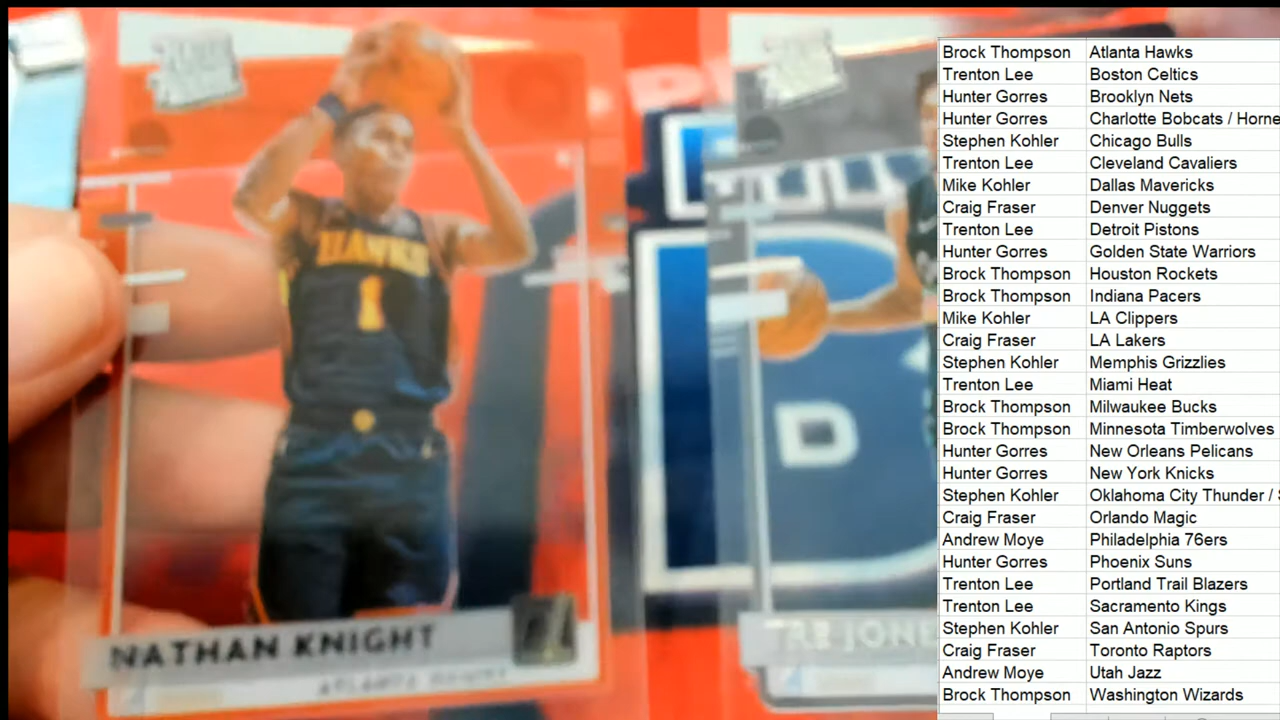 RATED ROOKIE
HAWKS
1
NATHAN KNIGHT
ATLANTA HAWKS
D
TRE JONE
Brock Thompson Atlanta Hawks
Trenton Lee Boston Celtics
Hunter Gorres Brooklyn Nets
Hunter Gorres Charlotte Bobcats / Horne
Stephen Kohler Chicago Bulls
Trenton Lee Cleveland Cavaliers
Mike Kohler Dallas Mavericks
Craig Fraser Denver Nuggets
Trenton Lee Detroit Pistons
Hunter Gorres Golden State Warriors
Brock Thompson Houston Rockets
Brock Thompson Indiana Pacers
Mike Kohler LA Clippers
Craig Fraser LA Lakers
Stephen Kohler Memphis Grizzlies
Trenton Lee Miami Heat
Brock Thompson Milwaukee Bucks
Brock Thompson Minnesota Timberwolves
Hunter Gorres New Orleans Pelicans
Hunter Gorres New York Knicks
Stephen Kohler Oklahoma City Thunder / S
Craig Fraser Orlando Magic
Andrew Moye Philadelphia 76ers
Hunter Gorres Phoenix Suns
Trenton Lee Portland Trail Blazers
Trenton Lee Sacramento Kings
Stephen Kohler San Antonio Spurs
Craig Fraser Toronto Raptors
Andrew Moye Utah Jazz
Brock Thompson Washington Wizards